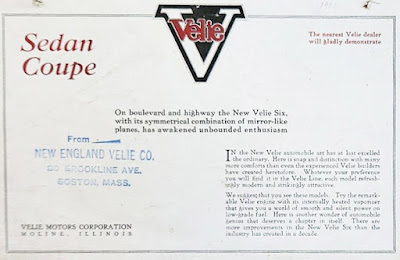 Sedan
Coupe
Velie
The nearest Velie dealer
will gladly demonstrate
On boulevard and highway the New Velie Six,
with its symmetrical combination of mirror-like
planes, has awakened unbounded enthusiasm
From
NEW ENGLAND VELIE CO.
BROOKLINE AVE.
BOSTON, MASS.
IN the New Velie automobile art has at last excelled
the ordinary. Here is snap and distinction with many
more comforts than even the experienced Velie builders
have created heretofore. Whatever your preference
you will find it in the Velie Line, each model refresh-
ingly modern and strikingly attractive.
We suggest that you see these models. Try the remark-
able Velie engine with its internally heated vaporizer
that gives you a world of smooth and silent power on
low-grade fuel. Here is another wonder of automobile
genius that deserves a chapter in itself. There are
more improvements in the New Velie Six than the
industry has created in a decade.
VELIE MOTORS CORPORATION
MOLINE, ILLINOIS